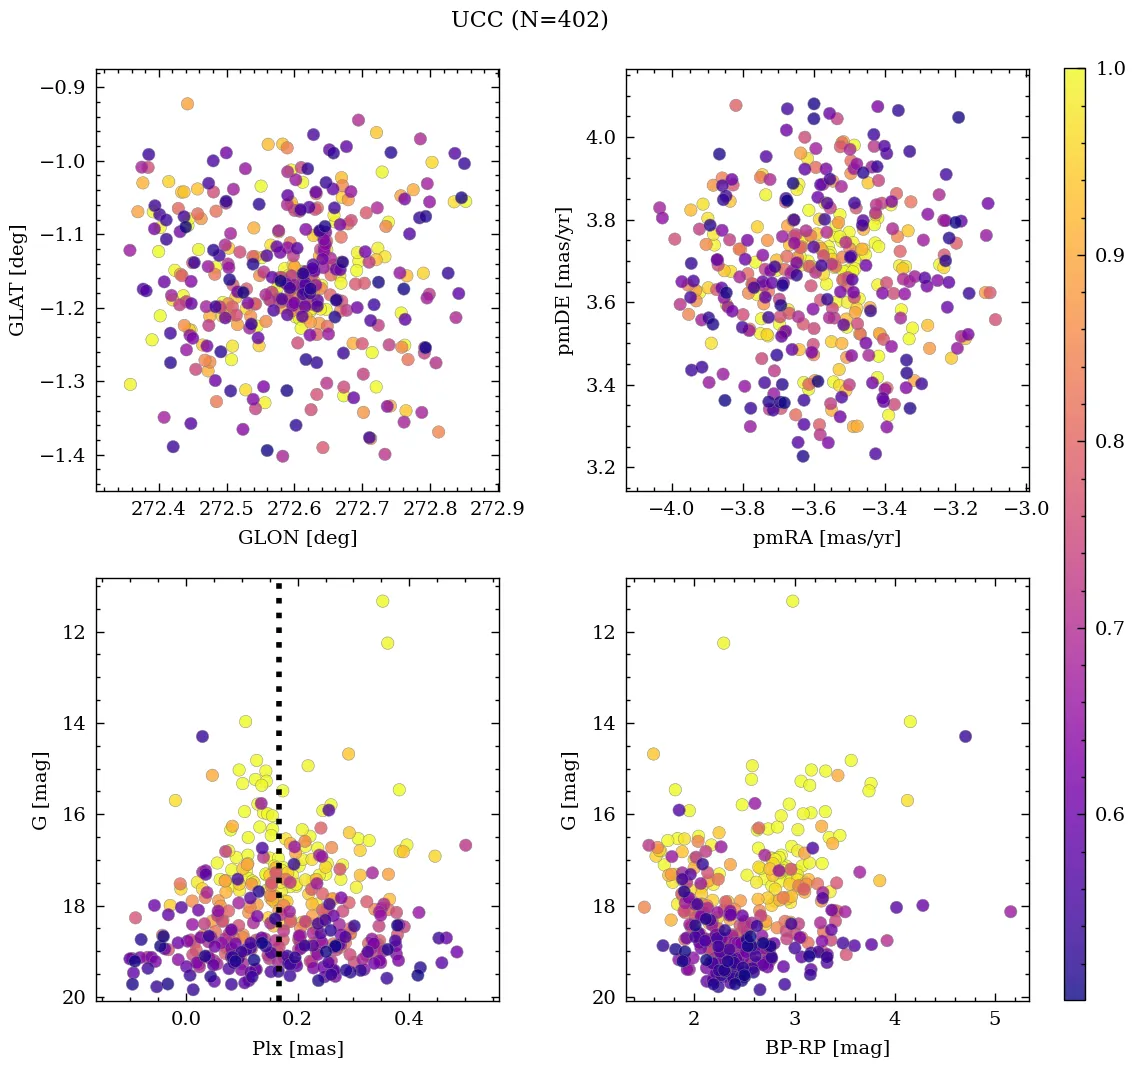 UCC (N=402)
−0.9
−1.0
−1.1
−1.2
−1.3
−1.4
GLAT [deg]
272.4 272.5 272.6 272.7 272.8 272.9
GLON [deg]
4.0
3.8
3.6
3.4
3.2
pmDE [mas/yr]
−4.0 −3.8 −3.6 −3.4 −3.2 −3.0
pmRA [mas/yr]
12
14
16
18
20
G [mag]
0.0 0.2 0.4
Plx [mas]
12
14
16
18
20
G [mag]
2 3 4 5
BP-RP [mag]
1.0
0.9
0.8
0.7
0.6